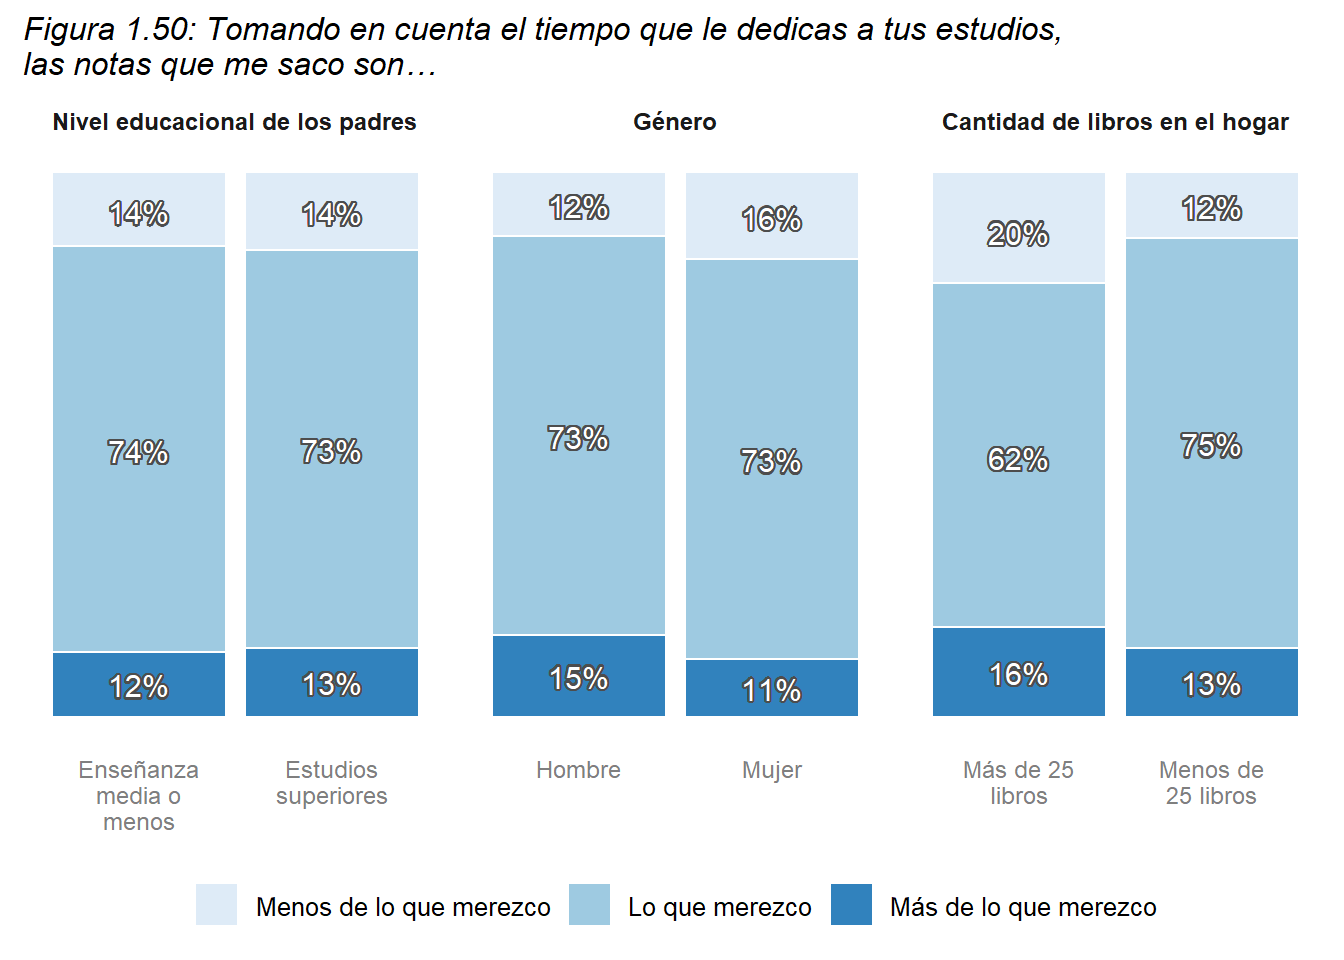 Figura 1.50: Tomando en cuenta el tiempo que le dedicas a tus estudios,
las notas que me saco son…
Nivel educacional de los padres
Género
Cantidad de libros en el hogar
14%
14%
12%
16%
20%
12%
74%
73%
73%
73%
62%
75%
12%
13%
15%
11%
16%
13%
Enseñanza
media o
menos
Estudios
superiores
Hombre
Mujer
Más de 25
libros
Menos de
25 libros
Menos de lo que merezco
Lo que merezco
Más de lo que merezco